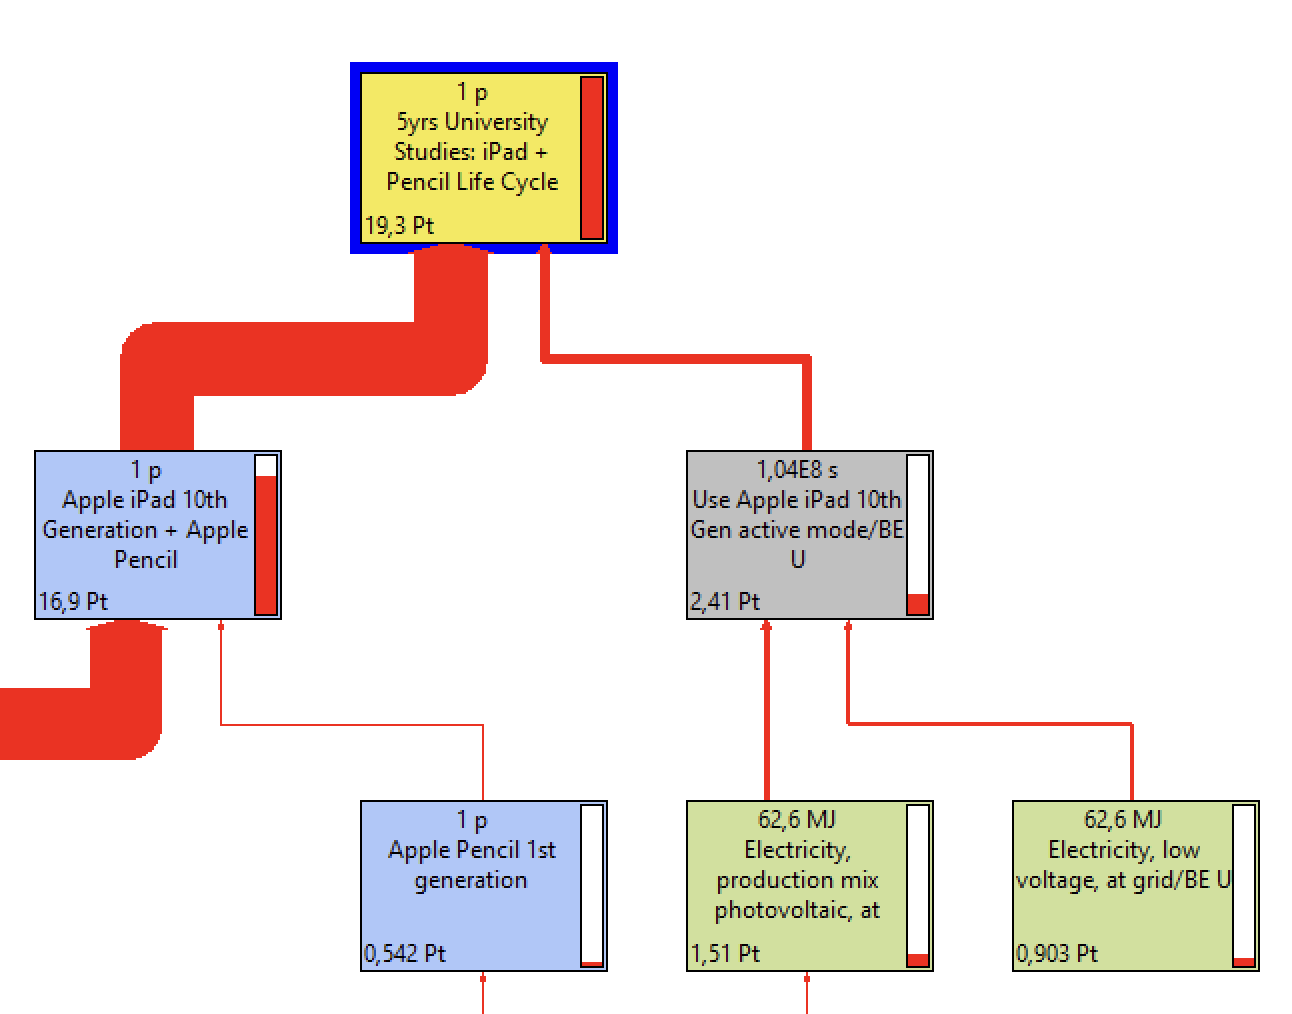 1 p
5yrs University
Studies: iPad +
Pencil Life Cycle
19,3 Pt
1 p
Apple iPad 10th
Generation + Apple
Pencil
16,9 Pt
1,04E8 s
Use Apple iPad 10th
Gen active mode/BE
U
2,41 Pt
1 p
Apple Pencil 1st
generation
0,542 Pt
62,6 MJ
Electricity,
production mix
photovoltaic, at
1,51 Pt
62,6 MJ
Electricity, low
voltage, at grid/BE U
0,903 Pt